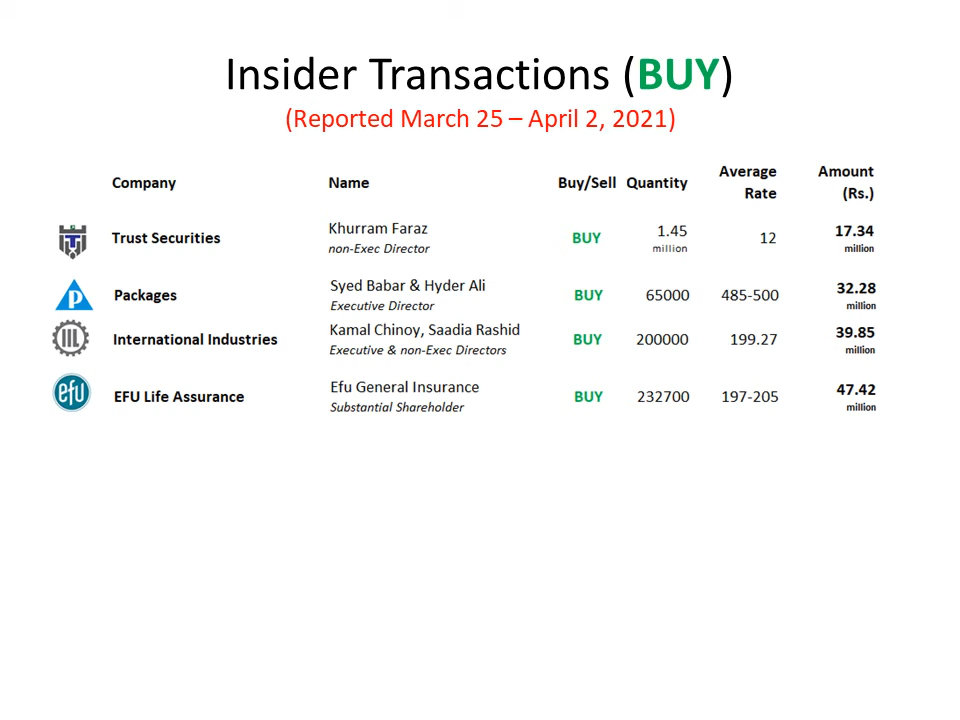 Insider Transactions (BUY)
(Reported March 25 – April 2, 2021)
Company Name Buy/Sell Quantity Average Rate Amount (Rs.)
Trust Securities Khurram Faraz BUY 1.45 12 17.34
non-Exec Director million million
Packages Syed Babar & Hyder Ali BUY 65000 485-500 32.28
Executive Director million
International Industries Kamal Chinoy, Saadia Rashid BUY 200000 199.27 39.85
Executive & non-Exec Directors million
efu EFU Life Assurance Efu General Insurance BUY 232700 197-205 47.42
Substantial Shareholder million